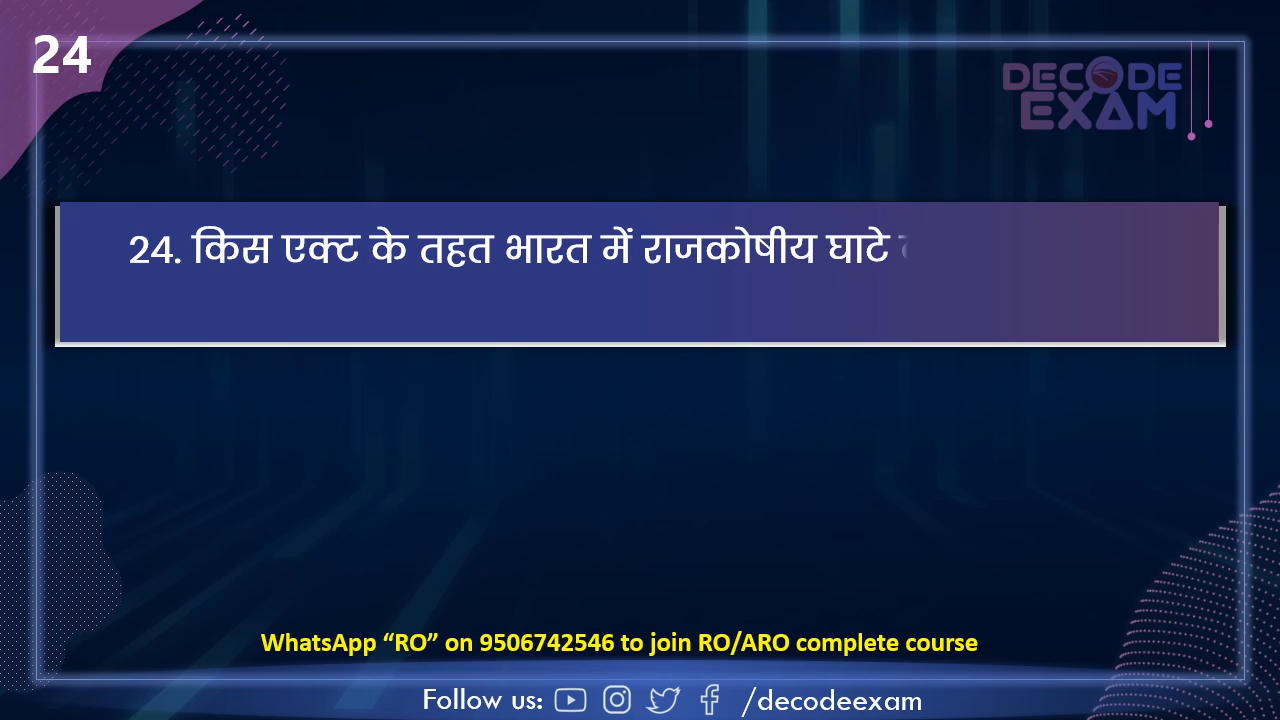 24
DECODE
EXAM
24. किस एक्ट के तहत भारत में राजकोषीय घाटे
WhatsApp “RO” on 9506742546 to join RO/ARO complete course
Follow us: /decodeexam